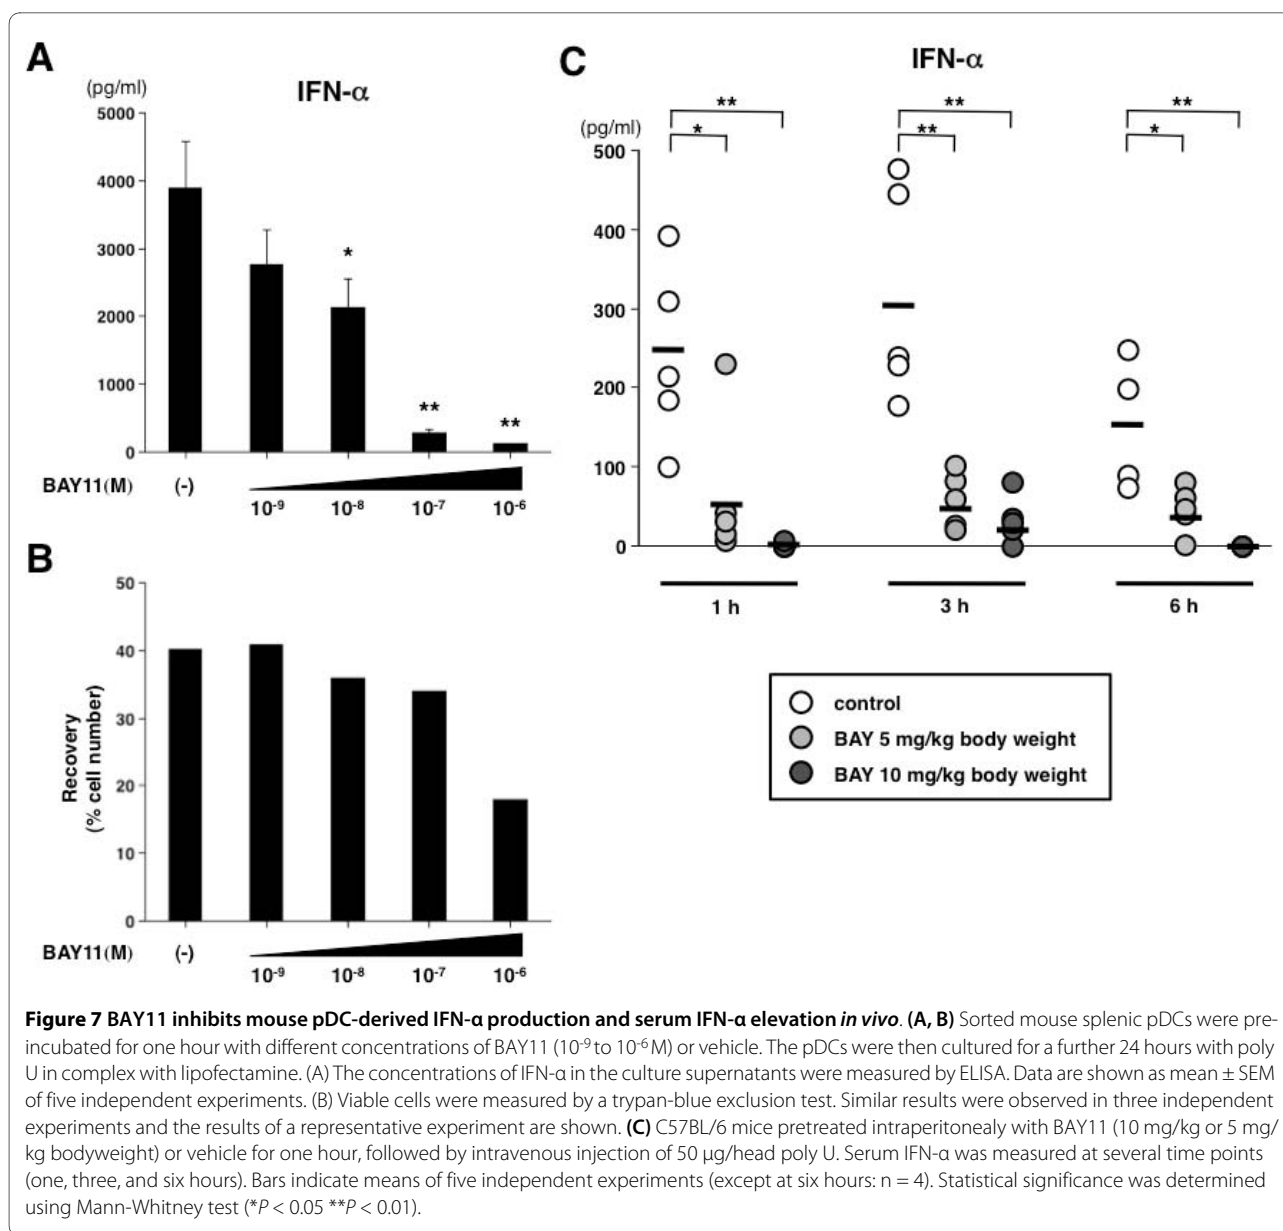 A
(pg/ml)
IFN-α
5000
4000
3000
2000
1000
0
*
**
**
BAY11(M)
(-)
10-9
10-8
10-7
10-6
B
50
40
30
20
10
0
Recovery
(% cell number)
BAY11(M)
(-)
10-9
10-8
10-7
10-6
C
IFN-α
(pg/ml)
** ** **
* ** *
500
400
300
200
100
0
1 h
3 h
6 h
control
BAY 5 mg/kg body weight
BAY 10 mg/kg body weight
Figure 7 BAY11 inhibits mouse pDC-derived IFN-α production and serum IFN-α elevation in vivo. (A, B) Sorted mouse splenic pDCs were pre-
incubated for one hour with different concentrations of BAY11 (10-9 to 10-6 M) or vehicle. The pDCs were then cultured for a further 24 hours with poly
U in complex with lipofectamine. (A) The concentrations of IFN-α in the culture supernatants were measured by ELISA. Data are shown as mean ± SEM
of five independent experiments. (B) Viable cells were measured by a trypan-blue exclusion test. Similar results were observed in three independent
experiments and the results of a representative experiment are shown. (C) C57BL/6 mice pretreated intraperitonealy with BAY11 (10 mg/kg or 5 mg/
kg bodyweight) or vehicle for one hour, followed by intravenous injection of 50 μg/head poly U. Serum IFN-α was measured at several time points
(one, three, and six hours). Bars indicate means of five independent experiments (except at six hours: n = 4). Statistical significance was determined
using Mann-Whitney test (*P < 0.05 **P < 0.01).